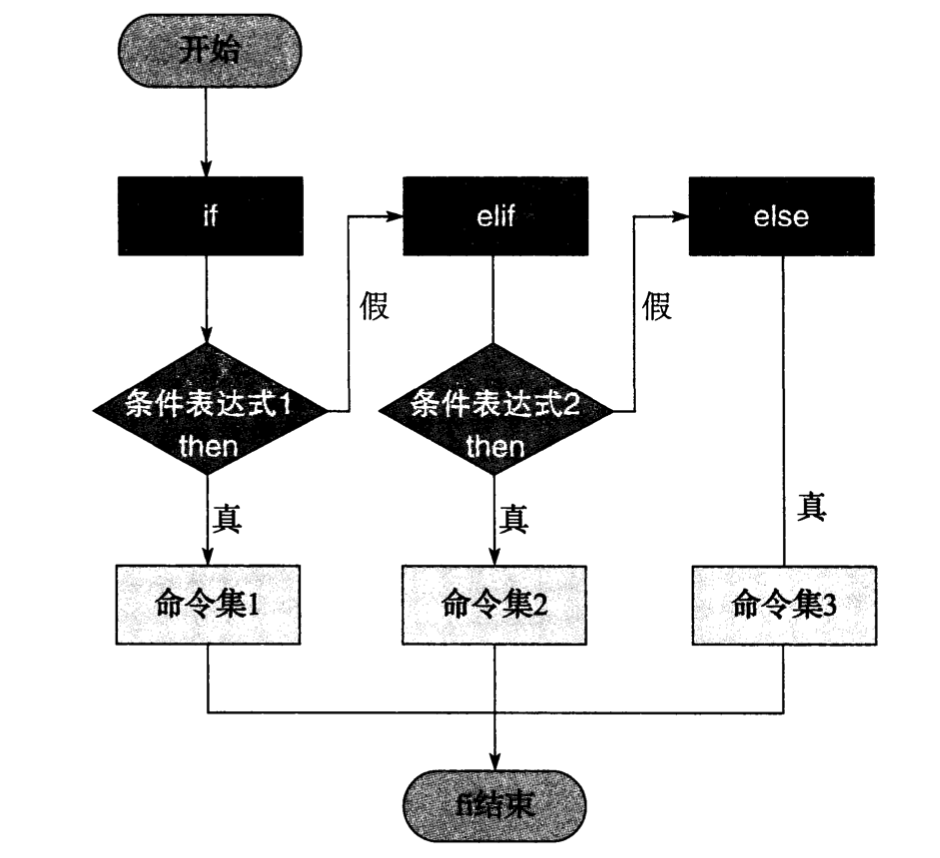 开始
if
elif
else
假
假
条件表达式1
then
条件表达式2
then
真
真
真
命令集1
命令集2
命令集3
fi结束